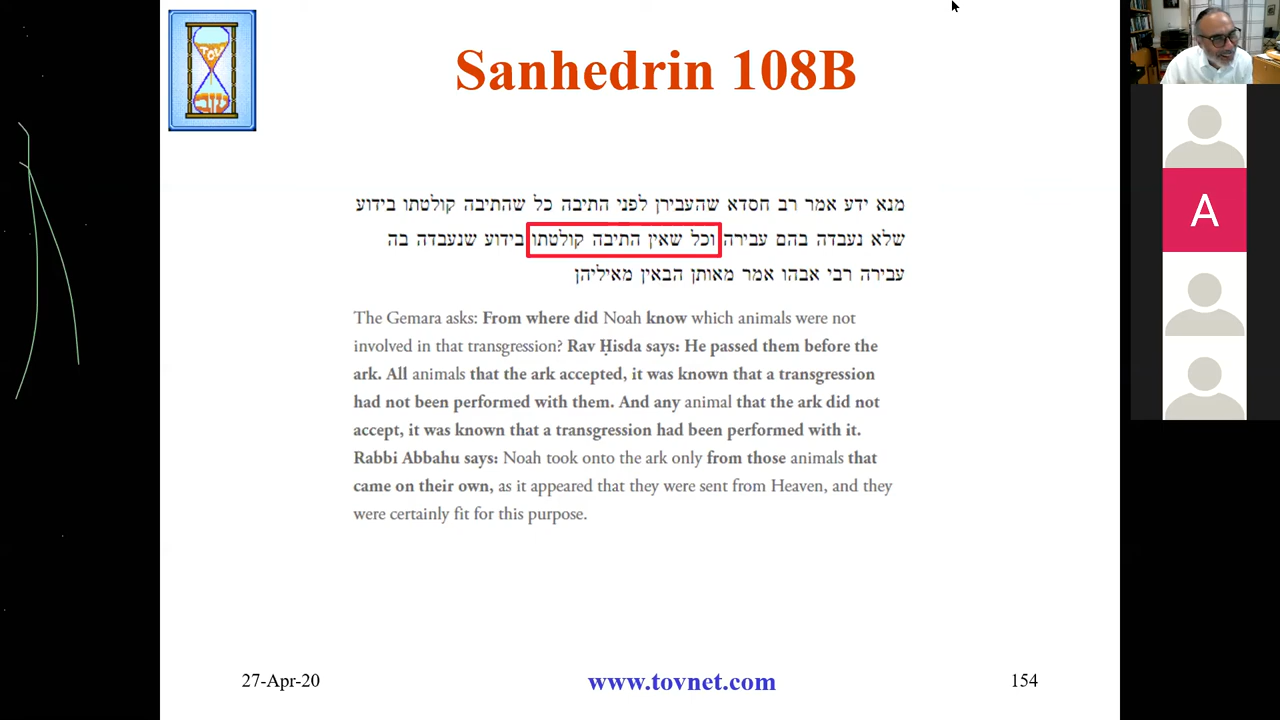 Sanhedrin 108B
מנא ידע אמר רב חסדא שהעבירן לפני התיבה כל שהתיבה קולטתו בידוע
שלא נעבדה בהם עבירה וכל שאין התיבה קולטתו בידוע שנעבדה בה
עבירה רבי אבהו אמר מאותן הבאין מאיליהן
The Gemara asks: From where did Noah know which animals were not
involved in that transgression? Rav Ḥisda says: He passed them before the
ark. All animals that the ark accepted, it was known that a transgression
had not been performed with them. And any animal that the ark did not
accept, it was known that a transgression had been performed with it.
Rabbi Abbahu says: Noah took onto the ark only from those animals that
came on their own, as it appeared that they were sent from Heaven, and they
were certainly fit for this purpose.
27-Apr-20
www.tovnet.com
154
A